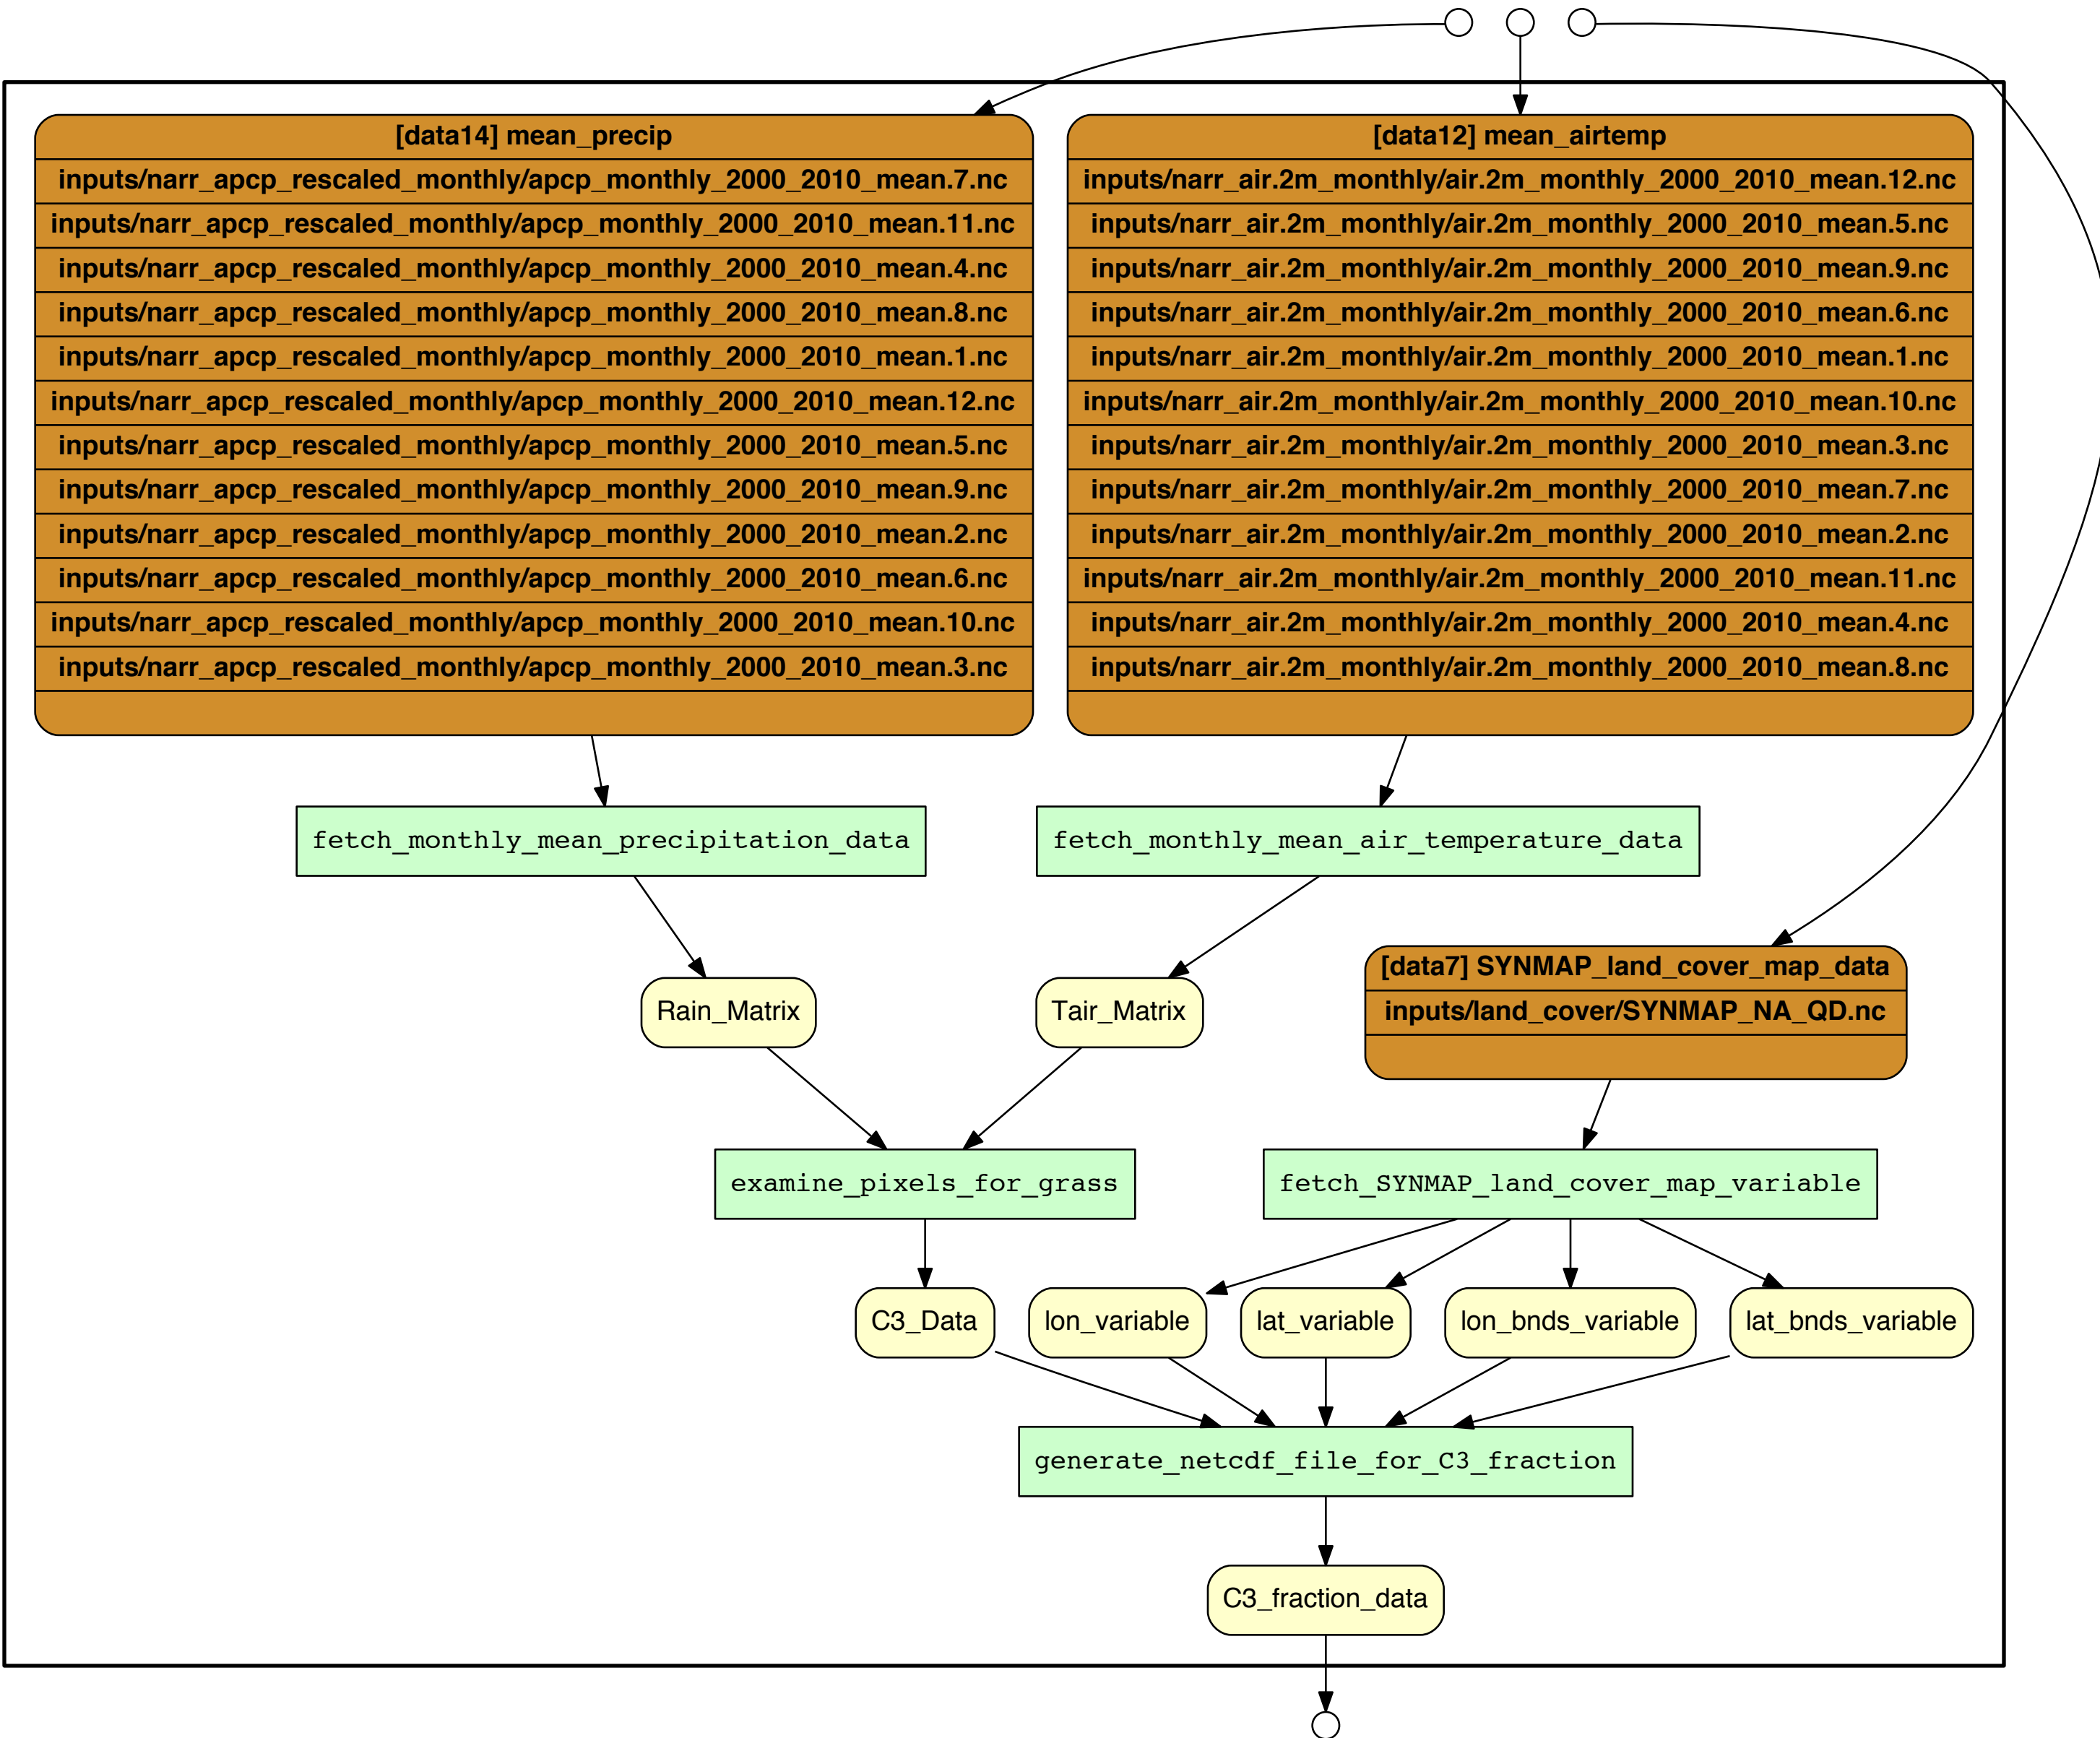 [data14] mean_precip
inputs/narr_apcp_rescaled_monthly/apcp_monthly_2000_2010_mean.7.nc
inputs/narr_apcp_rescaled_monthly/apcp_monthly_2000_2010_mean.11.nc
inputs/narr_apcp_rescaled_monthly/apcp_monthly_2000_2010_mean.4.nc
inputs/narr_apcp_rescaled_monthly/apcp_monthly_2000_2010_mean.8.nc
inputs/narr_apcp_rescaled_monthly/apcp_monthly_2000_2010_mean.1.nc
inputs/narr_apcp_rescaled_monthly/apcp_monthly_2000_2010_mean.12.nc
inputs/narr_apcp_rescaled_monthly/apcp_monthly_2000_2010_mean.5.nc
inputs/narr_apcp_rescaled_monthly/apcp_monthly_2000_2010_mean.9.nc
inputs/narr_apcp_rescaled_monthly/apcp_monthly_2000_2010_mean.2.nc
inputs/narr_apcp_rescaled_monthly/apcp_monthly_2000_2010_mean.6.nc
inputs/narr_apcp_rescaled_monthly/apcp_monthly_2000_2010_mean.10.nc
inputs/narr_apcp_rescaled_monthly/apcp_monthly_2000_2010_mean.3.nc
[data12] mean_airtemp
inputs/narr_air.2m_monthly/air.2m_monthly_2000_2010_mean.12.nc
inputs/narr_air.2m_monthly/air.2m_monthly_2000_2010_mean.5.nc
inputs/narr_air.2m_monthly/air.2m_monthly_2000_2010_mean.9.nc
inputs/narr_air.2m_monthly/air.2m_monthly_2000_2010_mean.6.nc
inputs/narr_air.2m_monthly/air.2m_monthly_2000_2010_mean.1.nc
inputs/narr_air.2m_monthly/air.2m_monthly_2000_2010_mean.10.nc
inputs/narr_air.2m_monthly/air.2m_monthly_2000_2010_mean.3.nc
inputs/narr_air.2m_monthly/air.2m_monthly_2000_2010_mean.7.nc
inputs/narr_air.2m_monthly/air.2m_monthly_2000_2010_mean.2.nc
inputs/narr_air.2m_monthly/air.2m_monthly_2000_2010_mean.11.nc
inputs/narr_air.2m_monthly/air.2m_monthly_2000_2010_mean.4.nc
inputs/narr_air.2m_monthly/air.2m_monthly_2000_2010_mean.8.nc
fetch_monthly_mean_precipitation_data
fetch_monthly_mean_air_temperature_data
Rain_Matrix
Tair_Matrix
[data7] SYNMAP_land_cover_map_data
inputs/land_cover/SYNMAP_NA_QD.nc
examine_pixels_for_grass
fetch_SYNMAP_land_cover_map_variable
C3_Data
lon_variable
lat_variable
lon_bnds_variable
lat_bnds_variable
generate_netcdf_file_for_C3_fraction
C3_fraction_data